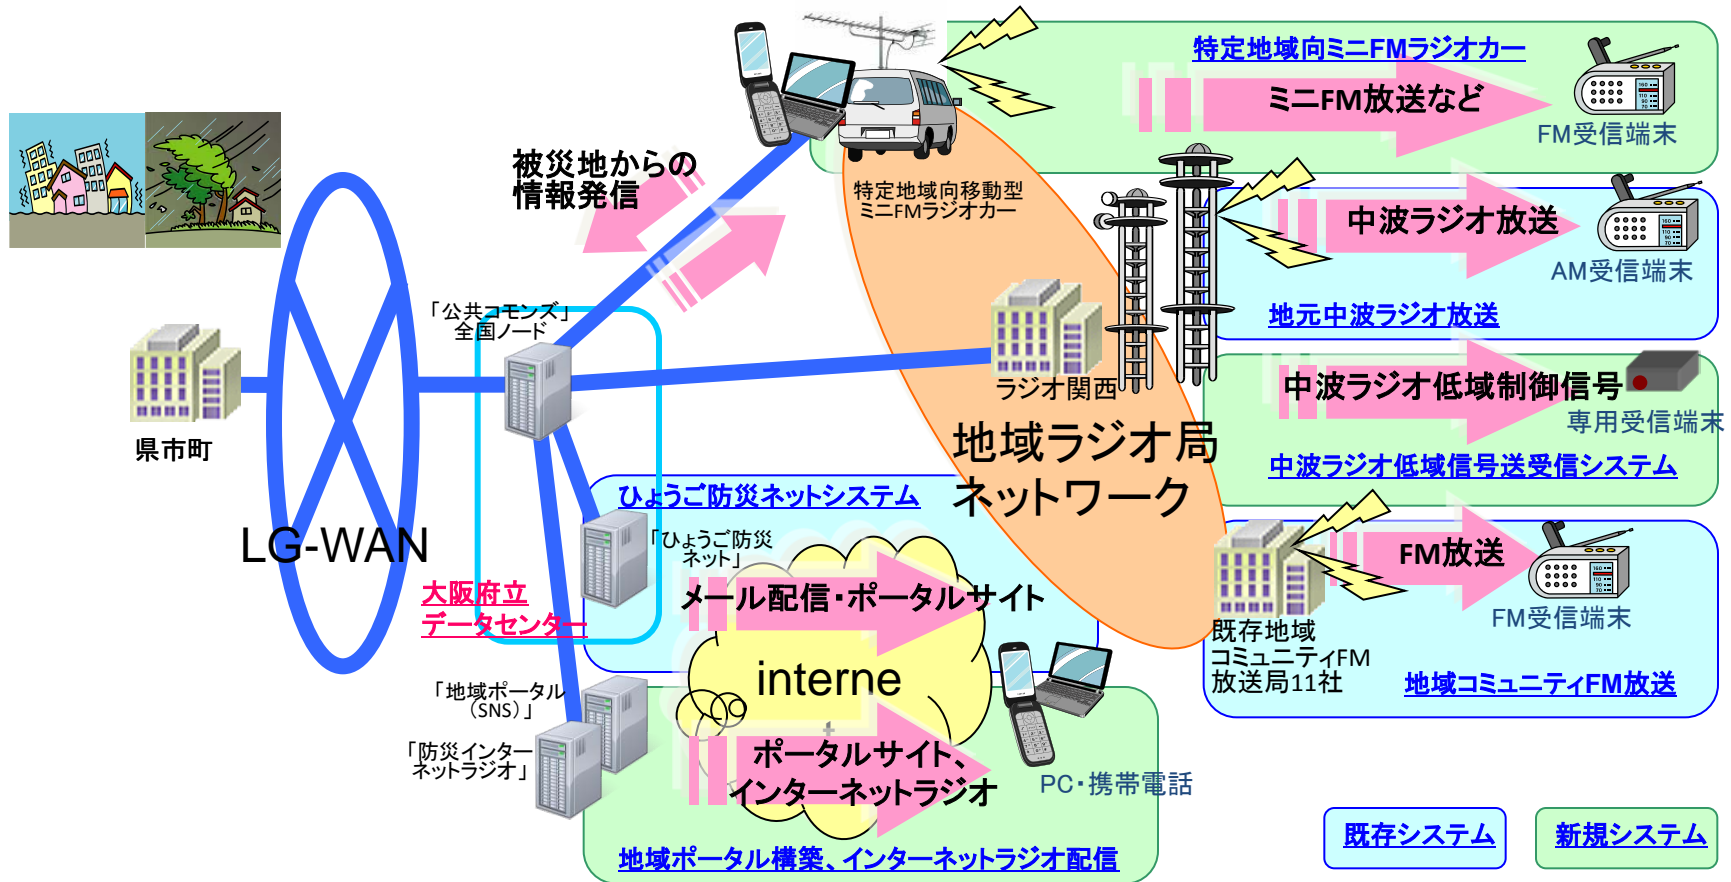 特定地域向ミニFMラジオカー
ミニFM放送など
FM受信端末
被災地からの
情報発信
特定地域向移動型
ミニFMラジオカー
中波ラジオ放送
AM受信端末
地元中波ラジオ放送
「公共コモンズ」
全国ノード
県市町
LG-WAN
ラジオ関西
地域ラジオ局
ネットワーク
中波ラジオ低域制御信号
専用受信端末
中波ラジオ低域信号送受信システム
ひょうご防災ネットシステム
「ひょうご防災
ネット」
大阪府立
データセンター
メール配信・ポータルサイト
FM放送
FM受信端末
既存地域
コミュニティFM
放送局11社
地域コミュニティFM放送
interne
t
「地域ポータル
（SNS）」
「防災インター
ネットラジオ」
ポータルサイト、
インターネットラジオ
PC・携帯電話
地域ポータル構築、インターネットラジオ配信
既存システム
新規システム